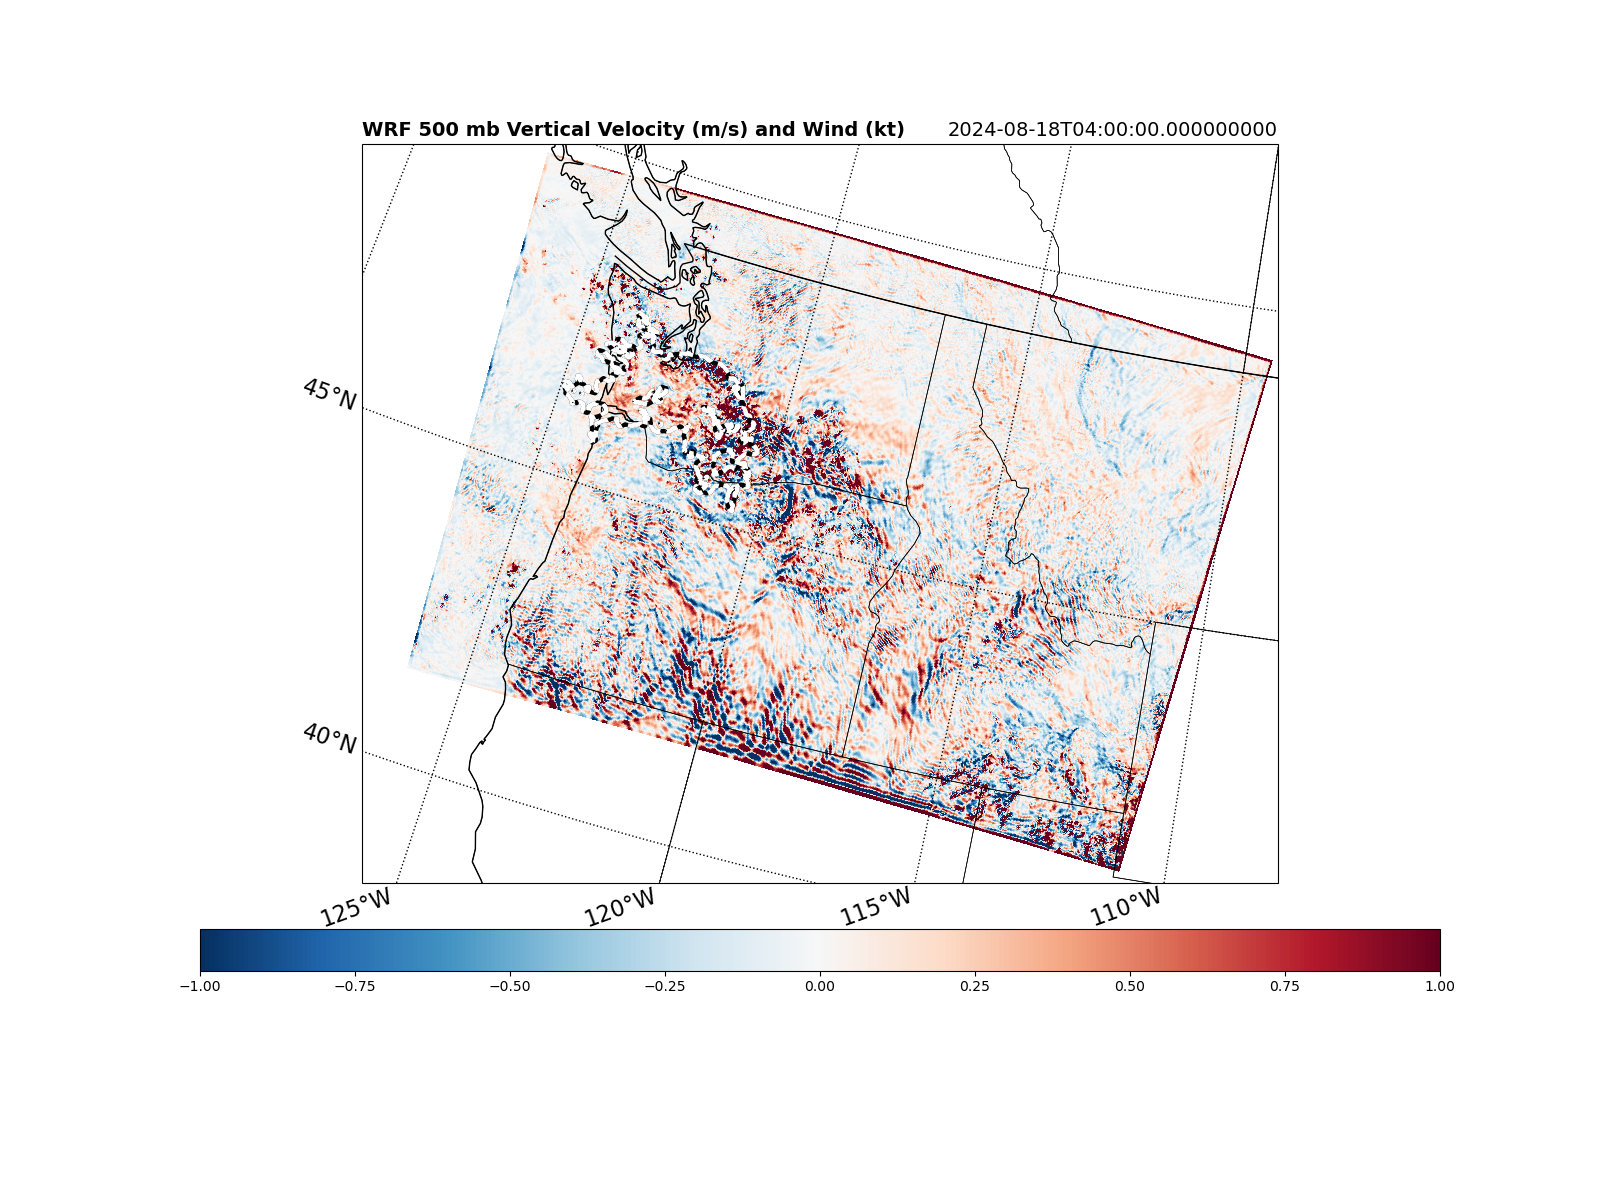 WRF 500 mb Vertical Velocity (m/s) and Wind (kt) 2024-08-18T04:00:00.000000000
45°N
40°N
125°W 120°W 115°W 110°W
−1.00 −0.75 −0.50 −0.25 0.00 0.25 0.50 0.75 1.00